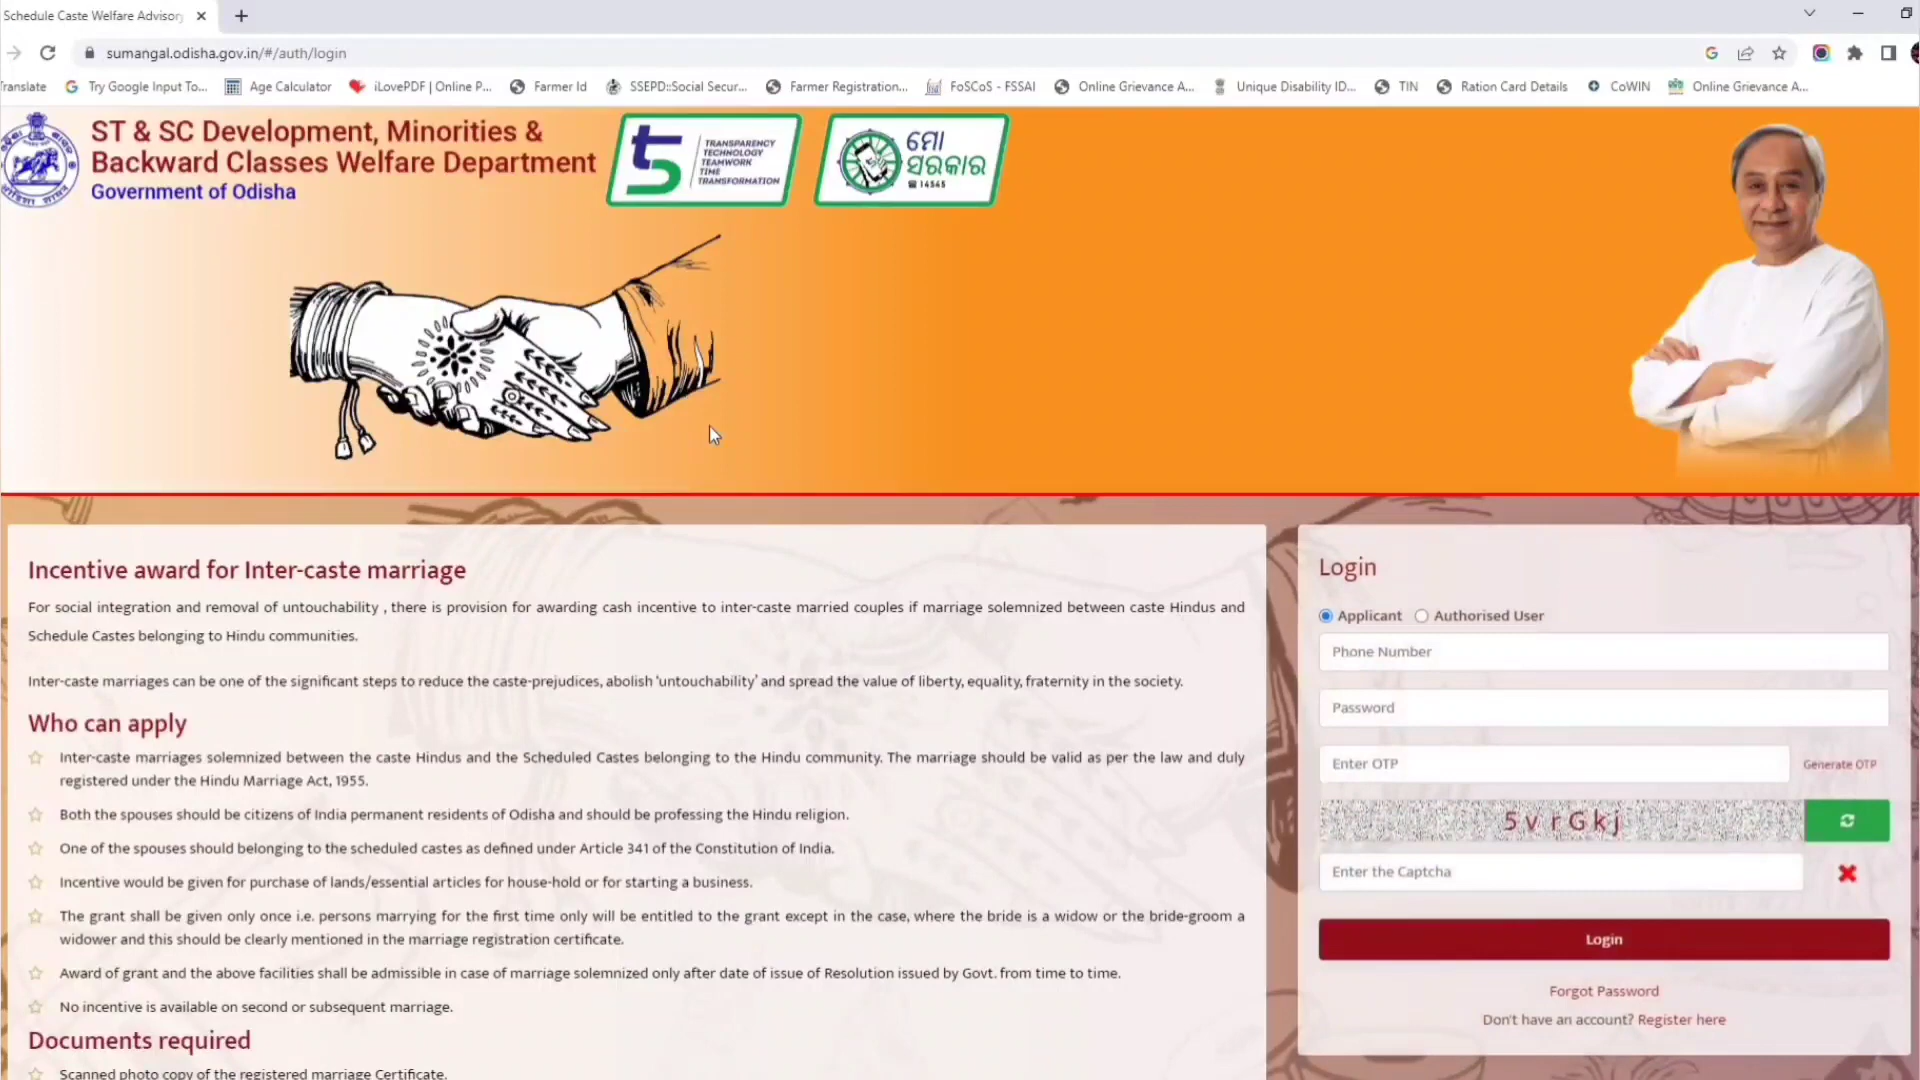 Schedule Caste Welfare Advisory
sumangal.odisha.gov.in/#/auth/login
Translate
Try Google Input To...
Age Calculator
iLovePDF | Online P...
Farmer Id
SSEPD::Social Secur...
Farmer Registration...
FoSCoS - FSSAI
Online Grievance A...
Unique Disability ID...
TIN
Ration Card Details
CoWIN
Online Grievance A...
ST & SC Development, Minorities &
Backward Classes Welfare Department
Government of Odisha
5
TRANSPARENCY
TECHNOLOGY
TEAMWORK
TIME
TRANSFORMATION
ମୋ
ସରକାର
☎ 14545
Incentive award for Inter-caste marriage
For social integration and removal of untouchability , there is provision for awarding cash incentive to inter-caste married couples if marriage solemnized between caste Hindus and
Schedule Castes belonging to Hindu communities.
Inter-caste marriages can be one of the significant steps to reduce the caste-prejudices, abolish 'untouchability' and spread the value of liberty, equality, fraternity in the society.
Who can apply
Inter-caste marriages solemnized between the caste Hindus and the Scheduled Castes belonging to the Hindu community. The marriage should be valid as per the law and duly
registered under the Hindu Marriage Act, 1955.
Both the spouses should be citizens of India permanent residents of Odisha and should be professing the Hindu religion.
One of the spouses should belonging to the scheduled castes as defined under Article 341 of the Constitution of India.
Incentive would be given for purchase of lands/essential articles for house-hold or for starting a business.
The grant shall be given only once i.e. persons marrying for the first time only will be entitled to the grant except in the case, where the bride is a widow or the bride-groom a
widower and this should be clearly mentioned in the marriage registration certificate.
Award of grant and the above facilities shall be admissible in case of marriage solemnized only after date of issue of Resolution issued by Govt. from time to time.
No incentive is available on second or subsequent marriage.
Documents required
Scanned photo copy of the registered marriage Certificate.
Login
Applicant
Authorised User
Phone Number
Password
Enter OTP
Generate OTP
5 v r G k j
Enter the Captcha
Login
Forgot Password
Don't have an account? Register here